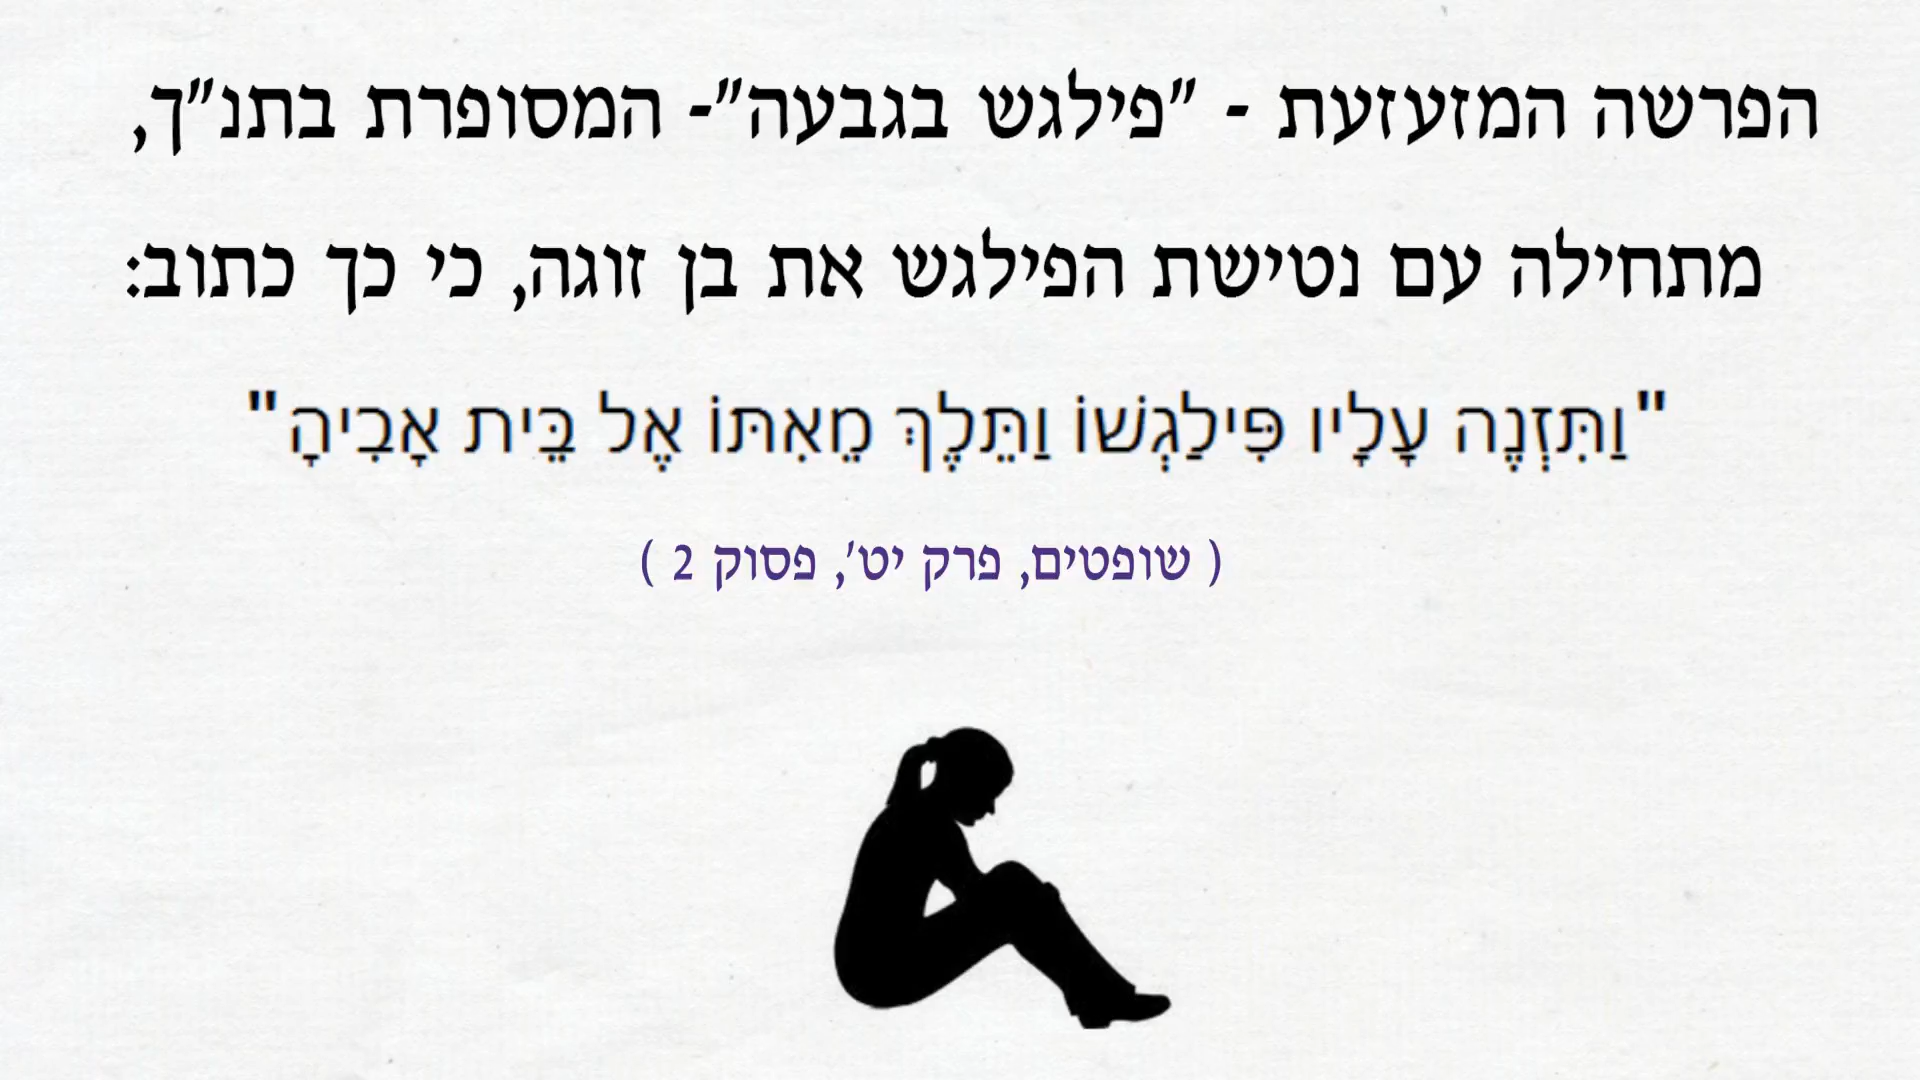 הפרשה המזעזעת - "פילגש בגבעה"- המסופרת בתנ"ך,
מתחילה עם נטישת הפילגש את בן זוגה, כי כך כתוב:
"וַתִּזְנֶה עָלָיו פִּילַגְשׁוֹ וַתֵּלֶךְ מֵאִתּוֹ אֶל בֵּית אָבִיהָ"
( שופטים, פרק יט', פסוק 2 )